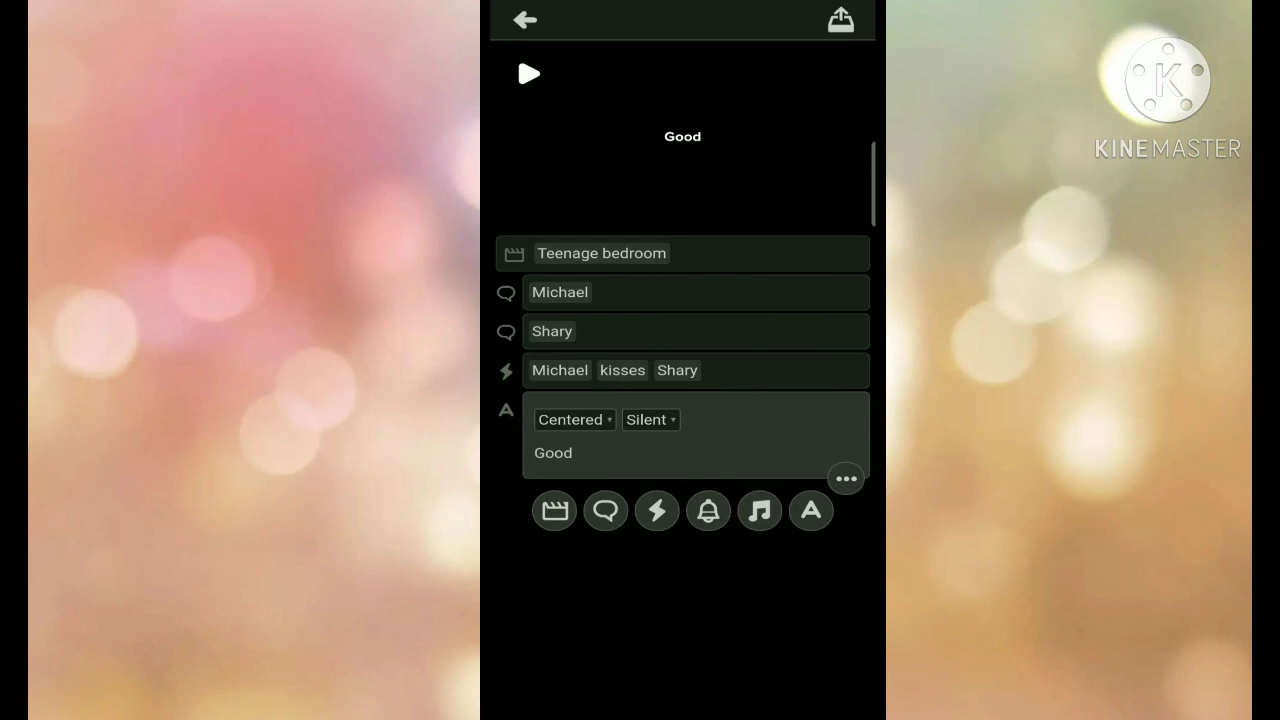 Good
K
KINEMASTER
Teenage bedroom
Michael
Shary
Michael kisses Shary
Centered Silent
Good